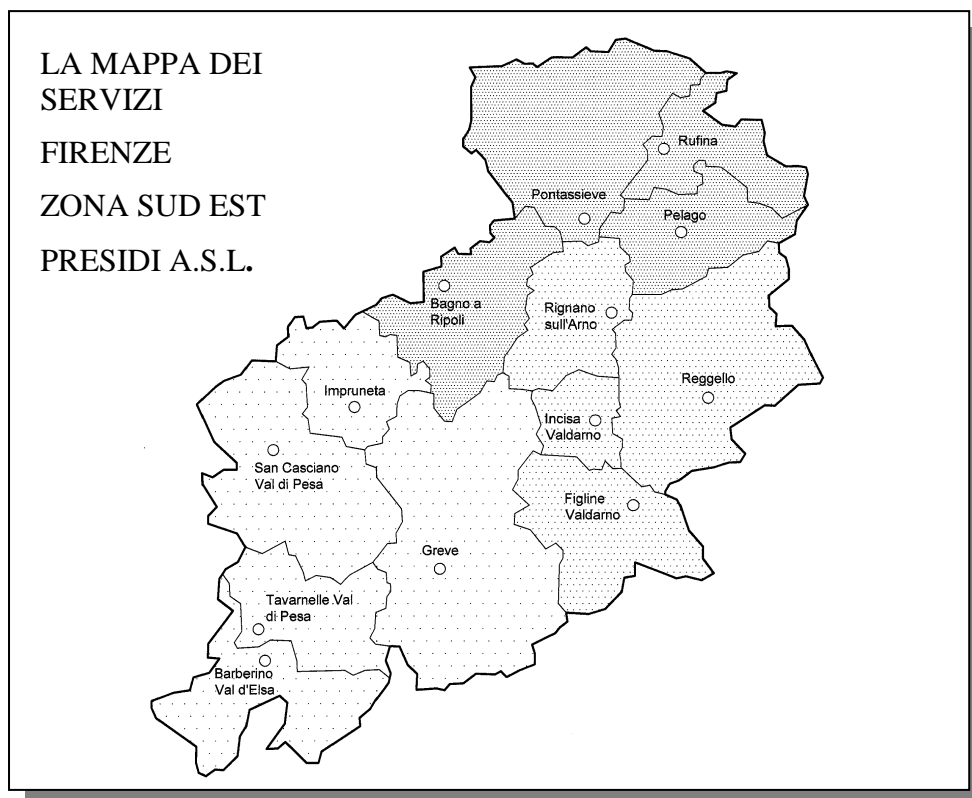 LA MAPPA DEI
SERVIZI
FIRENZE
ZONA SUD EST
PRESIDI A.S.L.
Rufina
Pontassieve
Pelago
Bagno a
Ripoli
Rignano
sull'Arno
Reggello
Impruneta
Incisa
Valdarno
San Casciano
Val di Pesa
Figline
Valdarno
Greve
Tavarnelle Val
di Pesa
Barberino
Val d'Elsa